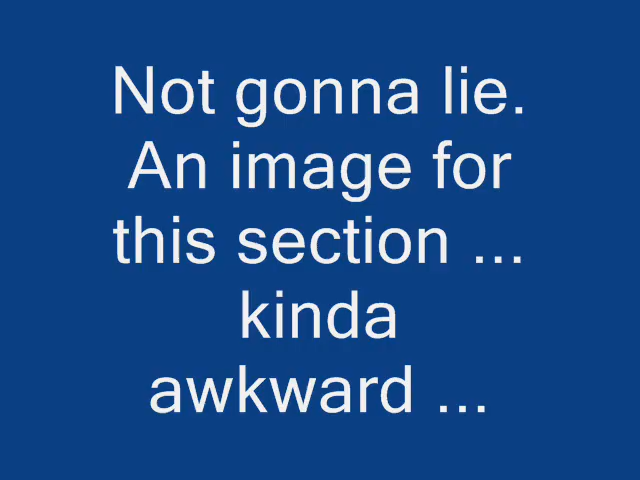 Not gonna lie.
An image for
this section ...
kinda
awkward ...